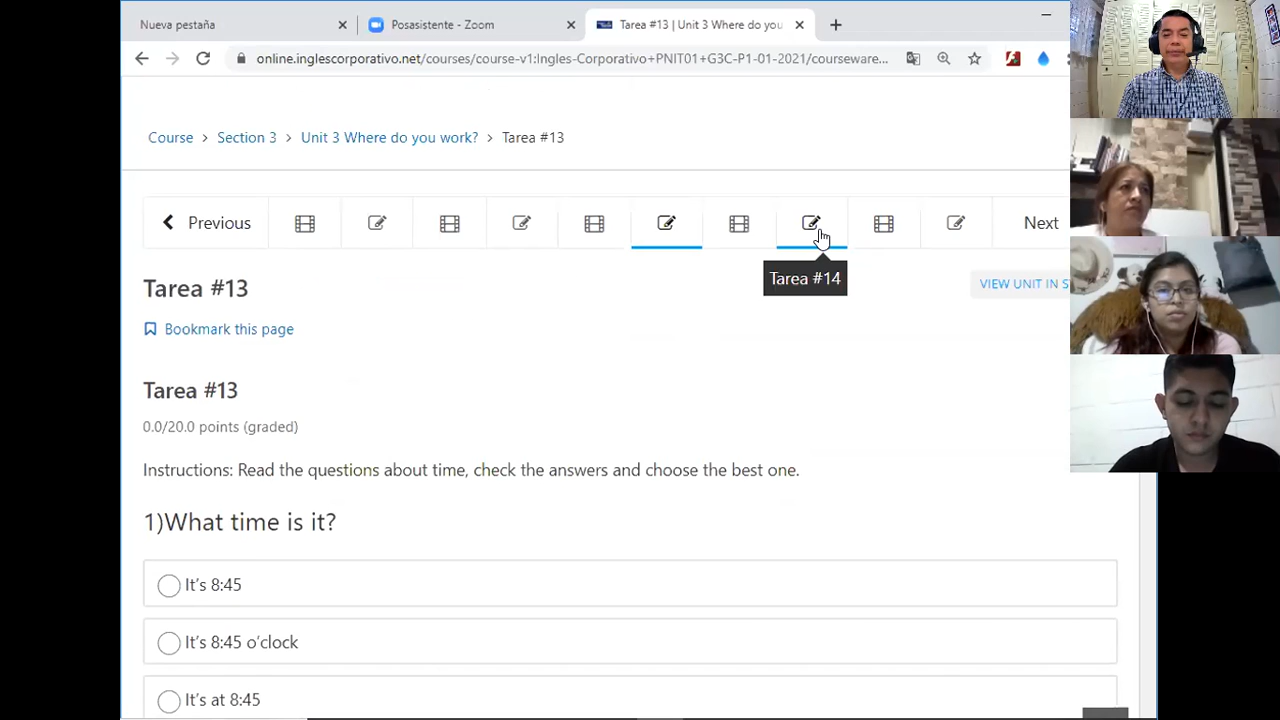 Nueva pestaña
Posasistente - Zoom
Tarea #13 | Unit 3 Where do you
online.inglescorporativo.net/courses/course-v1:Ingles-Corporativo+PNIT01+G3C-P1-01-2021/courseware...
Course > Section 3 > Unit 3 Where do you work? > Tarea #13
Previous
Next
Tarea #14
Tarea #13
VIEW UNIT IN S
Bookmark this page
Tarea #13
0.0/20.0 points (graded)
Instructions: Read the questions about time, check the answers and choose the best one.
1)What time is it?
It's 8:45
It's 8:45 o'clock
It's at 8:45